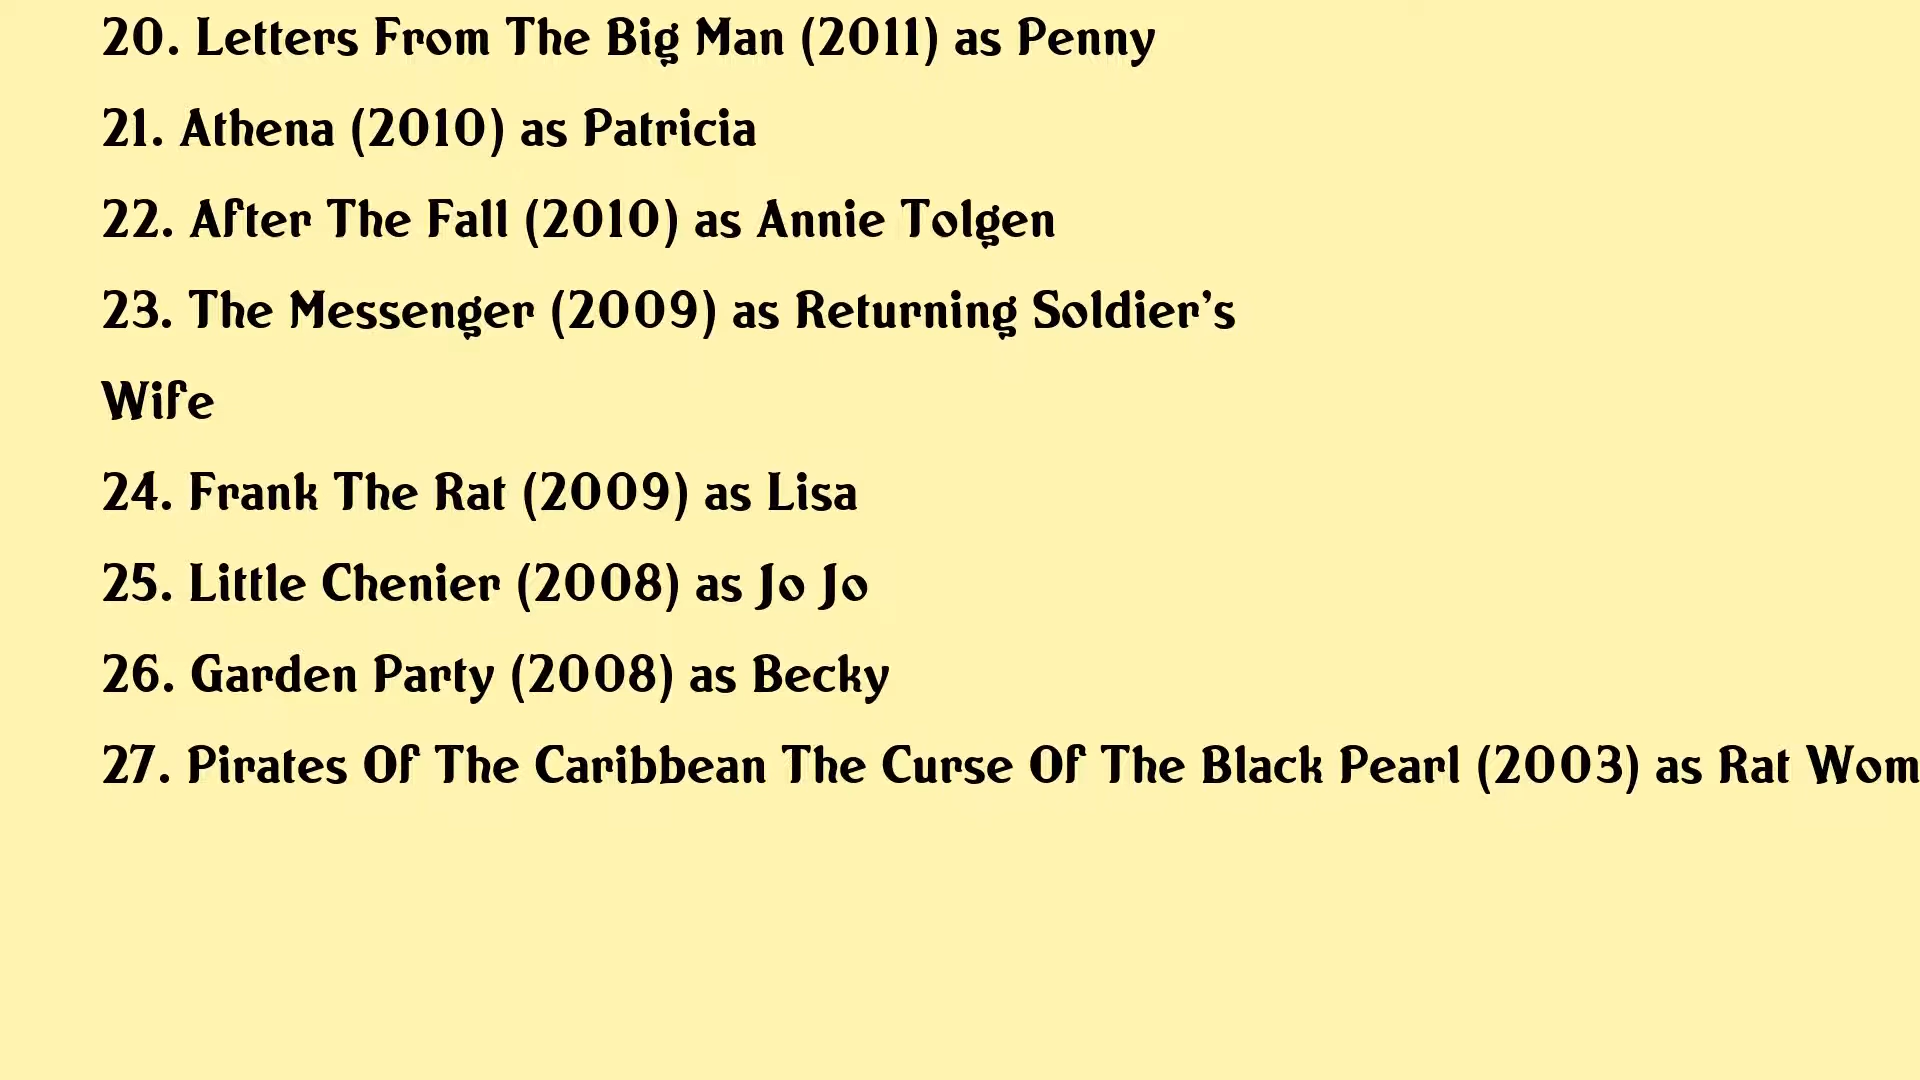 20. Letters From The Big Man (2011) as Penny
21. Athena (2010) as Patricia
22. After The Fall (2010) as Annie Tolgen
23. The Messenger (2009) as Returning Soldier's
Wife
24. Frank The Rat (2009) as Lisa
25. Little Chenier (2008) as Jo Jo
26. Garden Party (2008) as Becky
27. Pirates Of The Caribbean The Curse Of The Black Pearl (2003) as Rat Wom